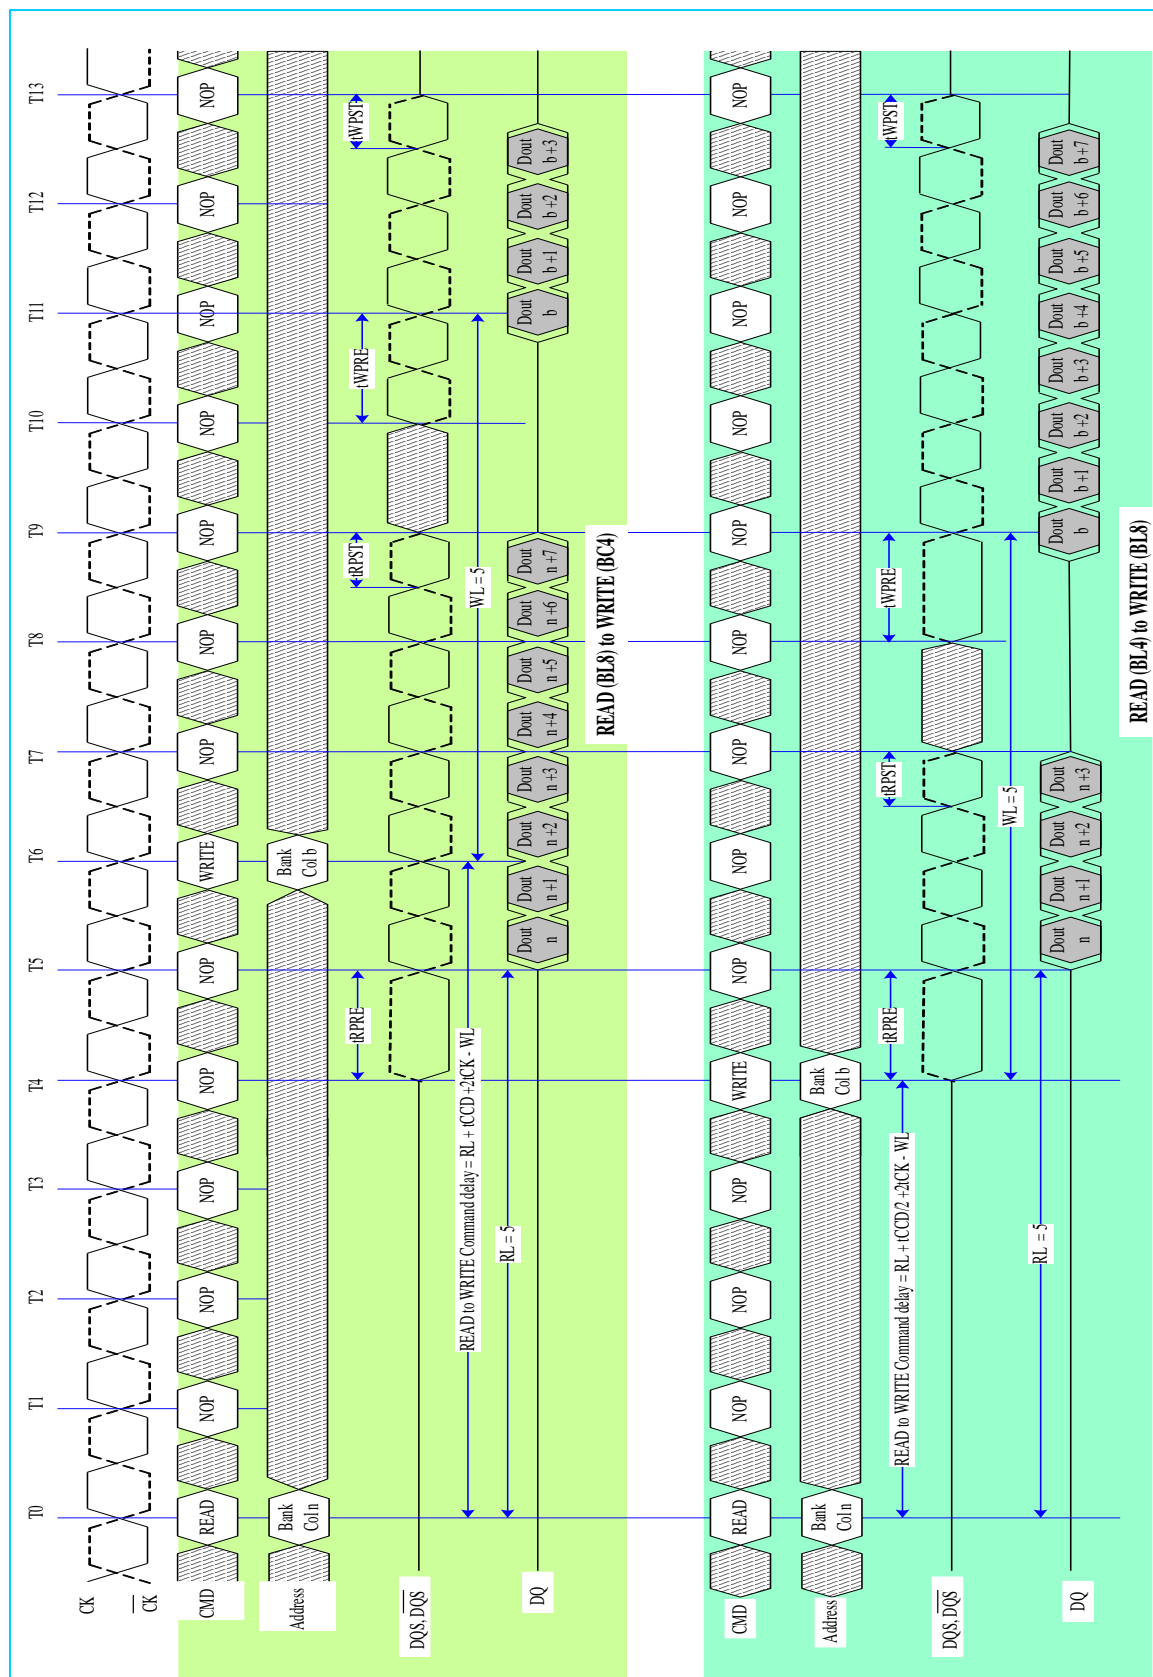 T0 T1 T2 T3 T4 T5 T6 T7 T8 T9 T10 T11 T12 T13
CK
CK
CMD READ NOP NOP NOP NOP NOP WRITE NOP NOP NOP NOP NOP NOP NOP
Address Bank Bank
Col n Col b
tRPRE tRPST tWPRE tWPST
DQS, DQS
READ to WRITE Command delay = RL + tCCD +2tCK - WL WL = 5
RL = 5
DQ Dout Dout Dout Dout Dout Dout Dout Dout Dout Dout Dout Dout
n n+1 n+2 n+3 n+4 n+5 n+6 n+7 b b+1 b+2 b+3
READ (BL8) to WRITE (BC4)
CMD READ NOP NOP NOP WRITE NOP NOP NOP NOP NOP NOP NOP NOP NOP
Address Bank Bank
Col n Col b
tRPRE tRPST tWPRE tWPST
READ to WRITE Command delay = RL + tCCD/2 +2tCK - WL
DQS, DQS
WL = 5
RL = 5
DQ Dout Dout Dout Dout Dout Dout Dout Dout Dout Dout Dout Dout
n n+1 n+2 n+3 b b+1 b+2 b+3 b+4 b+5 b+6 b+7
READ (BL4) to WRITE (BL8)